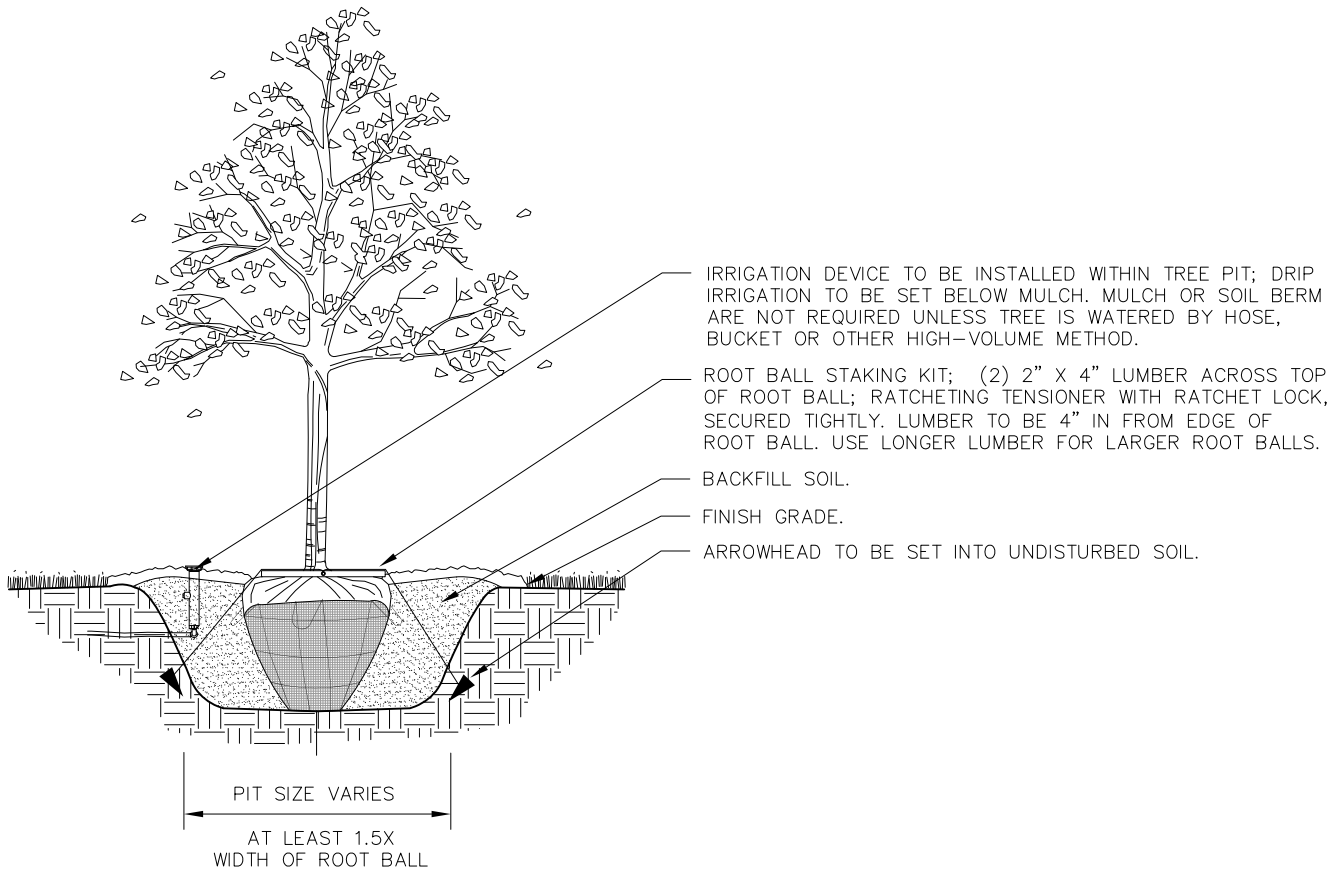 IRRIGATION DEVICE TO BE INSTALLED WITHIN TREE PIT; DRIP
IRRIGATION TO BE SET BELOW MULCH. MULCH OR SOIL BERM
ARE NOT REQUIRED UNLESS TREE IS WATERED BY HOSE,
BUCKET OR OTHER HIGH-VOLUME METHOD.
ROOT BALL STAKING KIT; (2) 2” X 4” LUMBER ACROSS TOP
OF ROOT BALL; RATCHETING TENSIONER WITH RATCHET LOCK,
SECURED TIGHTLY. LUMBER TO BE 4” IN FROM EDGE OF
ROOT BALL. USE LONGER LUMBER FOR LARGER ROOT BALLS.
BACKFILL SOIL.
FINISH GRADE.
ARROWHEAD TO BE SET INTO UNDISTURBED SOIL.
PIT SIZE VARIES
AT LEAST 1.5X
WIDTH OF ROOT BALL